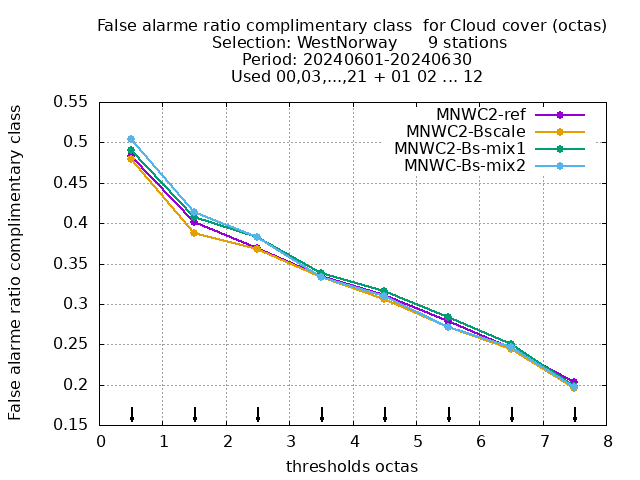 False alarme ratio complimentary class  for Cloud cover (octas)
Selection: WestNorway      9 stations
Period: 20240601-20240630
Used 00,03,...,21 + 01 02 ... 12
False alarme ratio complimentary class
0.55
0.5
0.45
0.4
0.35
0.3
0.25
0.2
0.15
MNWC2-ref
MNWC2-Bscale
MNWC2-Bs-mix1
MNWC-Bs-mix2
0 1 2 3 4 5 6 7 8
thresholds octas